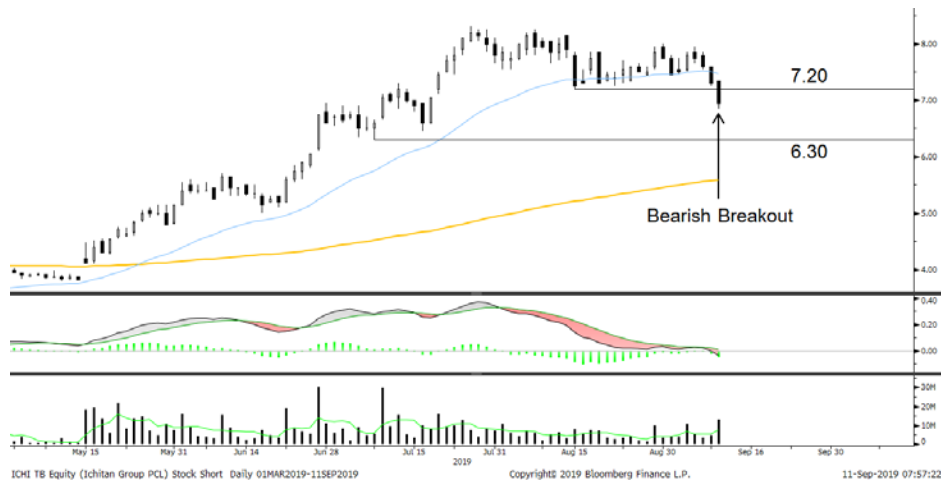 8.00
7.20
7.00
6.30
6.00
Bearish Breakout
5.00
4.00
0.40
0.20
0.00
30M
20M
10M
0
May 15 May 31 Jun 14 Jun 28 Jul 15 Jul 31 Aug 15 Aug 30 Sep 16 Sep 30
2019
ICHI TB Equity (Ichitan Group PCL) Stock Short Daily 01MAR2019-11SEP2019 Copyright© 2019 Bloomberg Finance L.P. 11-Sep-2019 07:57:22